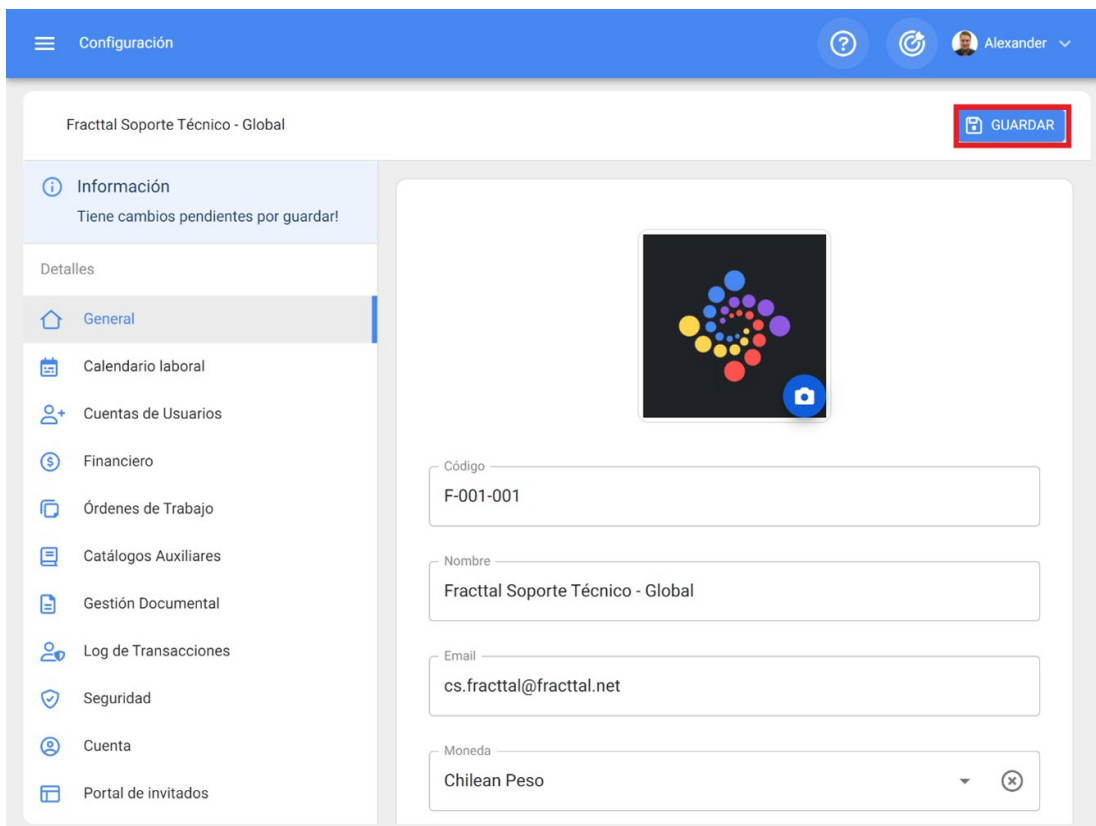 Configuración
Alexander
Fracttal Soporte Técnico - Global
GUARDAR
Información
Tiene cambios pendientes por guardar!
Detalles
General
Calendario laboral
Cuentas de Usuarios
Financiero
Órdenes de Trabajo
Catálogos Auxiliares
Gestión Documental
Log de Transacciones
Seguridad
Cuenta
Portal de invitados
Código
F-001-001
Nombre
Fracttal Soporte Técnico - Global
Email
cs.fracttal@fracttal.net
Moneda
Chilean Peso